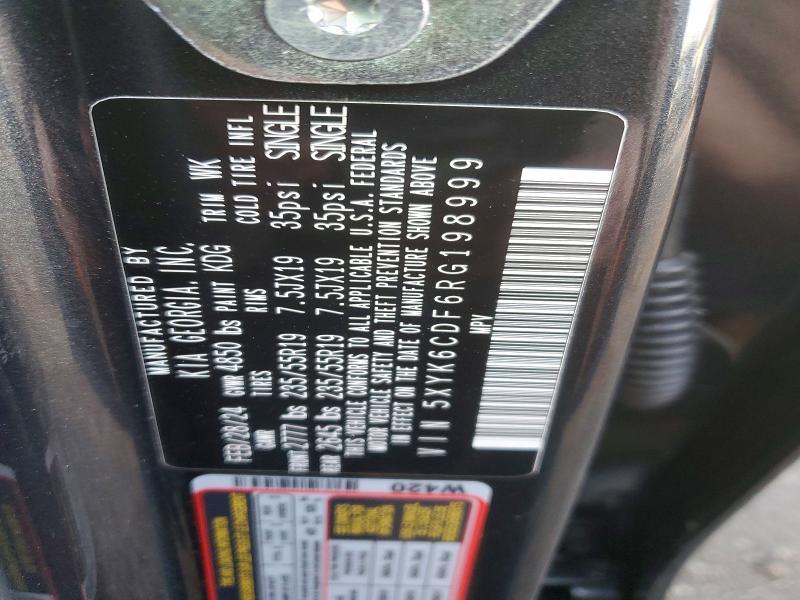 MANUFACTURED BY
KIA GEORGIA, INC.
FEB/28/24 GVWR 4850 lbs PAINT KDG TRIM WK
TIRES RIMS COLD TIRE INFL
FRONT 2777 lbs 235/55R19 7.5JX19 35psi SINGLE
REAR 2645 lbs 235/55R19 7.5JX19 35psi SINGLE
THIS VEHICLE CONFORMS TO ALL APPLICABLE U.S.A. FEDERAL
MOTOR VEHICLE SAFETY AND THEFT PREVENTION STANDARDS
IN EFFECT ON THE DATE OF MANUFACTURE SHOWN ABOVE
VIN 5XYK6CDF6RG198999
MPV
W420